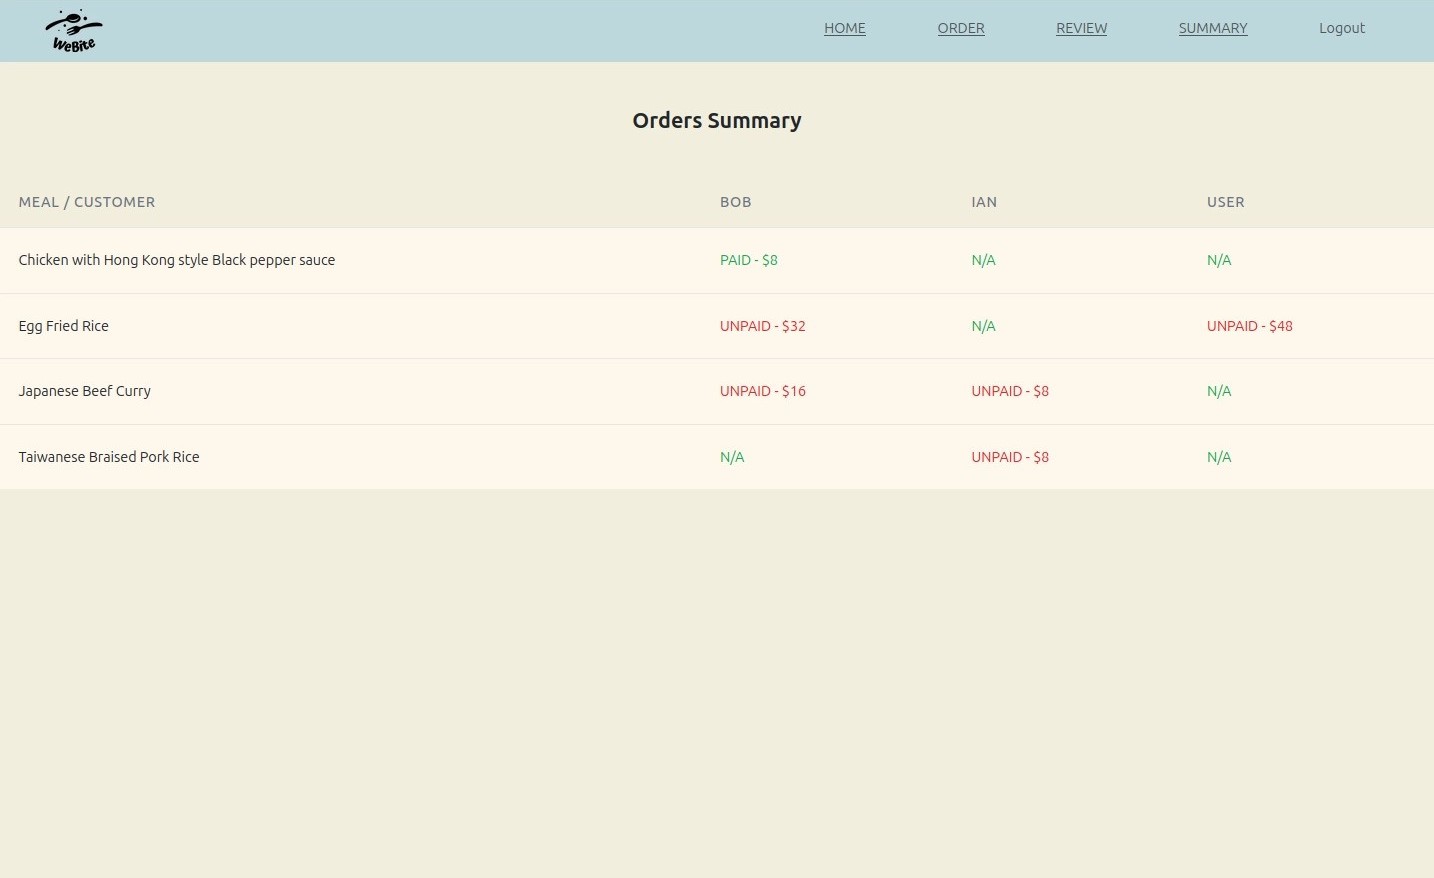 WeBite
HOME ORDER REVIEW SUMMARY Logout
Orders Summary
MEAL / CUSTOMER BOB IAN USER
Chicken with Hong Kong style Black pepper sauce PAID - $8 N/A N/A
Egg Fried Rice UNPAID - $32 N/A UNPAID - $48
Japanese Beef Curry UNPAID - $16 UNPAID - $8 N/A
Taiwanese Braised Pork Rice N/A UNPAID - $8 N/A